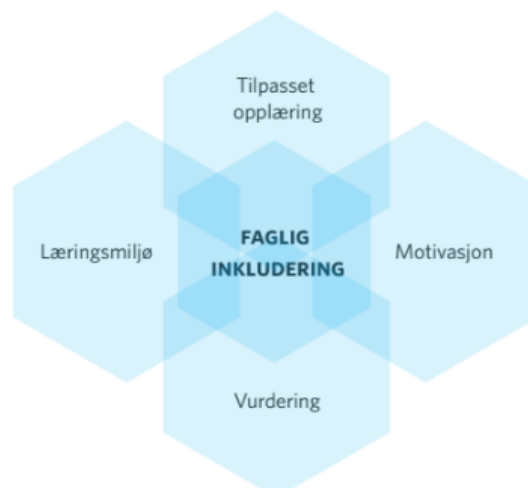 Tilpasset
opplæring
Læringsmiljø
FAGLIG
INKLUDERING
Motivasjon
Vurdering